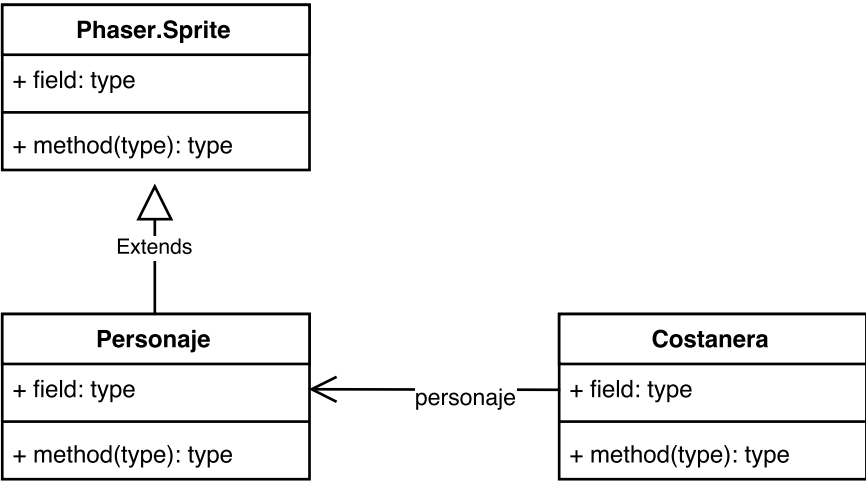 Phaser.Sprite
+ field: type
+ method(type): type
Extends
Personaje
+ field: type
+ method(type): type
personaje
Costanera
+ field: type
+ method(type): type